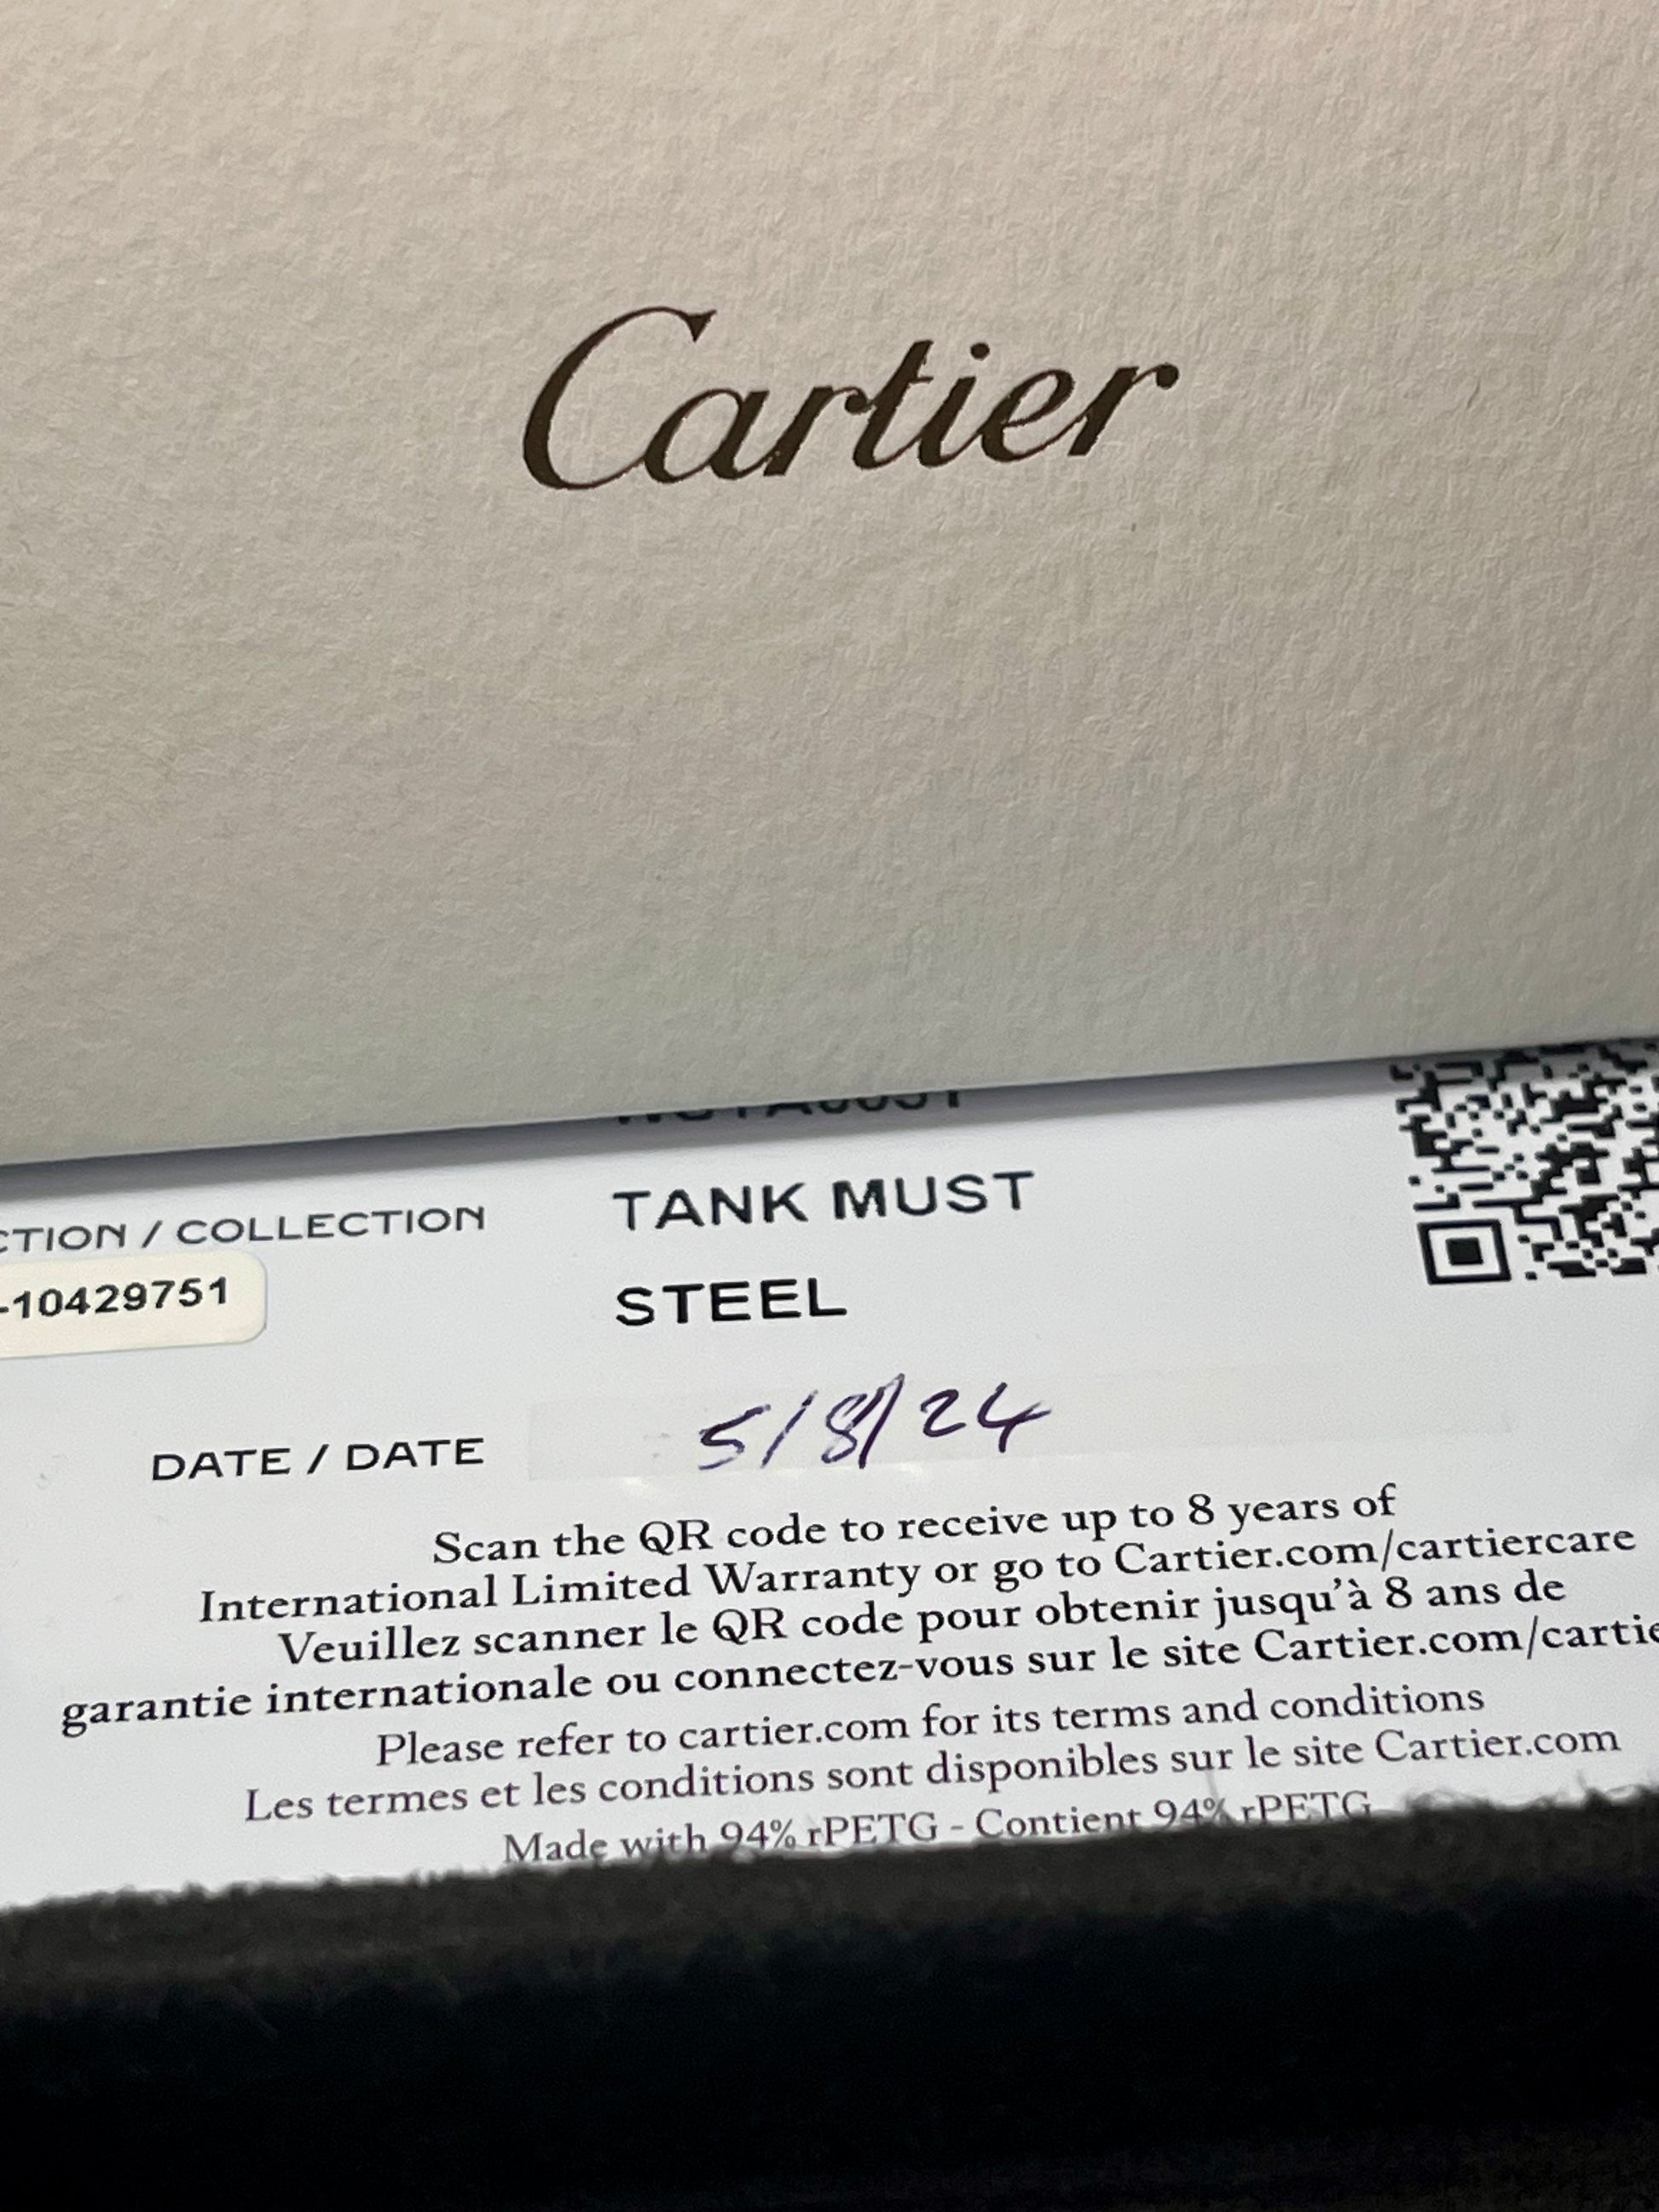 Cartier
CTION / COLLECTION TANK MUST
-10429751 STEEL
DATE / DATE 5/8/24
Scan the QR code to receive up to 8 years of
International Limited Warranty or go to Cartier.com/cartiercare
Veuillez scanner le QR code pour obtenir jusqu'à 8 ans de
garantie internationale ou connectez-vous sur le site Cartier.com/cartie
Please refer to cartier.com for its terms and conditions
Les termes et les conditions sont disponibles sur le site Cartier.com
Made with 94% rPETG - Contient 94% rPETG